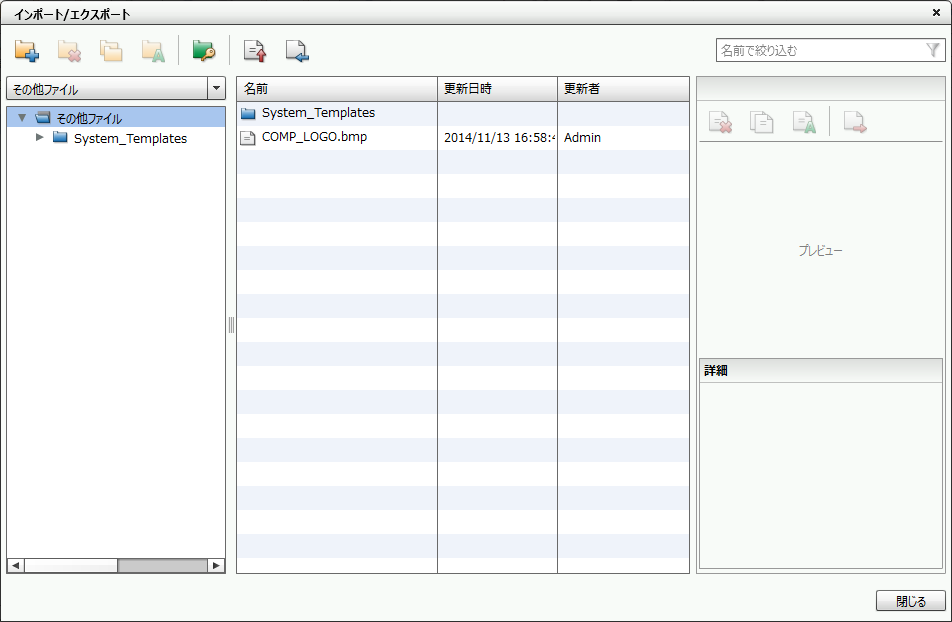 インポート/エクスポート
名前で絞り込む
その他ファイル
名前 更新日時 更新者
その他ファイル
System_Templates
System_Templates
COMP_LOGO.bmp 2014/11/13 16:58:4 Admin
プレビュー
詳細
閉じる